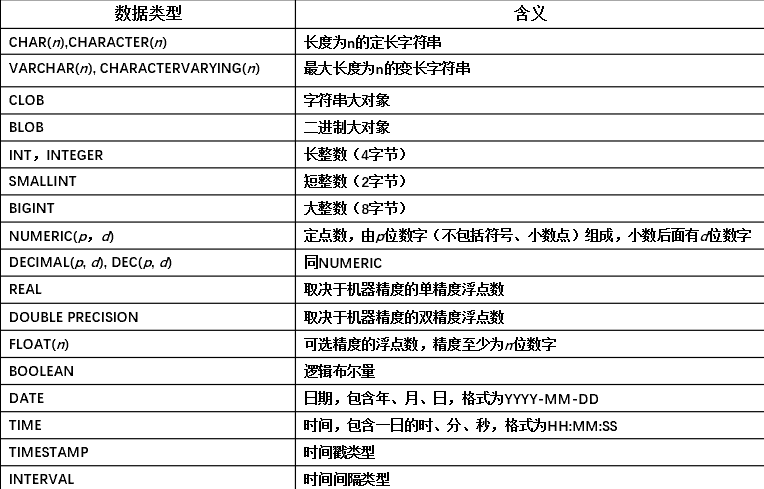 数据类型 含义
CHAR(n),CHARACTER(n) 长度为n的定长字符串
VARCHAR(n), CHARACTERVARYING(n) 最大长度为n的变长字符串
CLOB 字符串大对象
BLOB 二进制大对象
INT，INTEGER 长整数（4字节）
SMALLINT 短整数（2字节）
BIGINT 大整数（8字节）
NUMERIC(p，d) 定点数，由p位数字（不包括符号、小数点）组成，小数后面有d位数字
DECIMAL(p, d), DEC(p, d) 同NUMERIC
REAL 取决于机器精度的单精度浮点数
DOUBLE PRECISION 取决于机器精度的双精度浮点数
FLOAT(n) 可选精度的浮点数，精度至少为n位数字
BOOLEAN 逻辑布尔量
DATE 日期，包含年、月、日，格式为YYYY-MM-DD
TIME 时间，包含一日的时、分、秒，格式为HH:MM:SS
TIMESTAMP 时间戳类型
INTERVAL 时间间隔类型